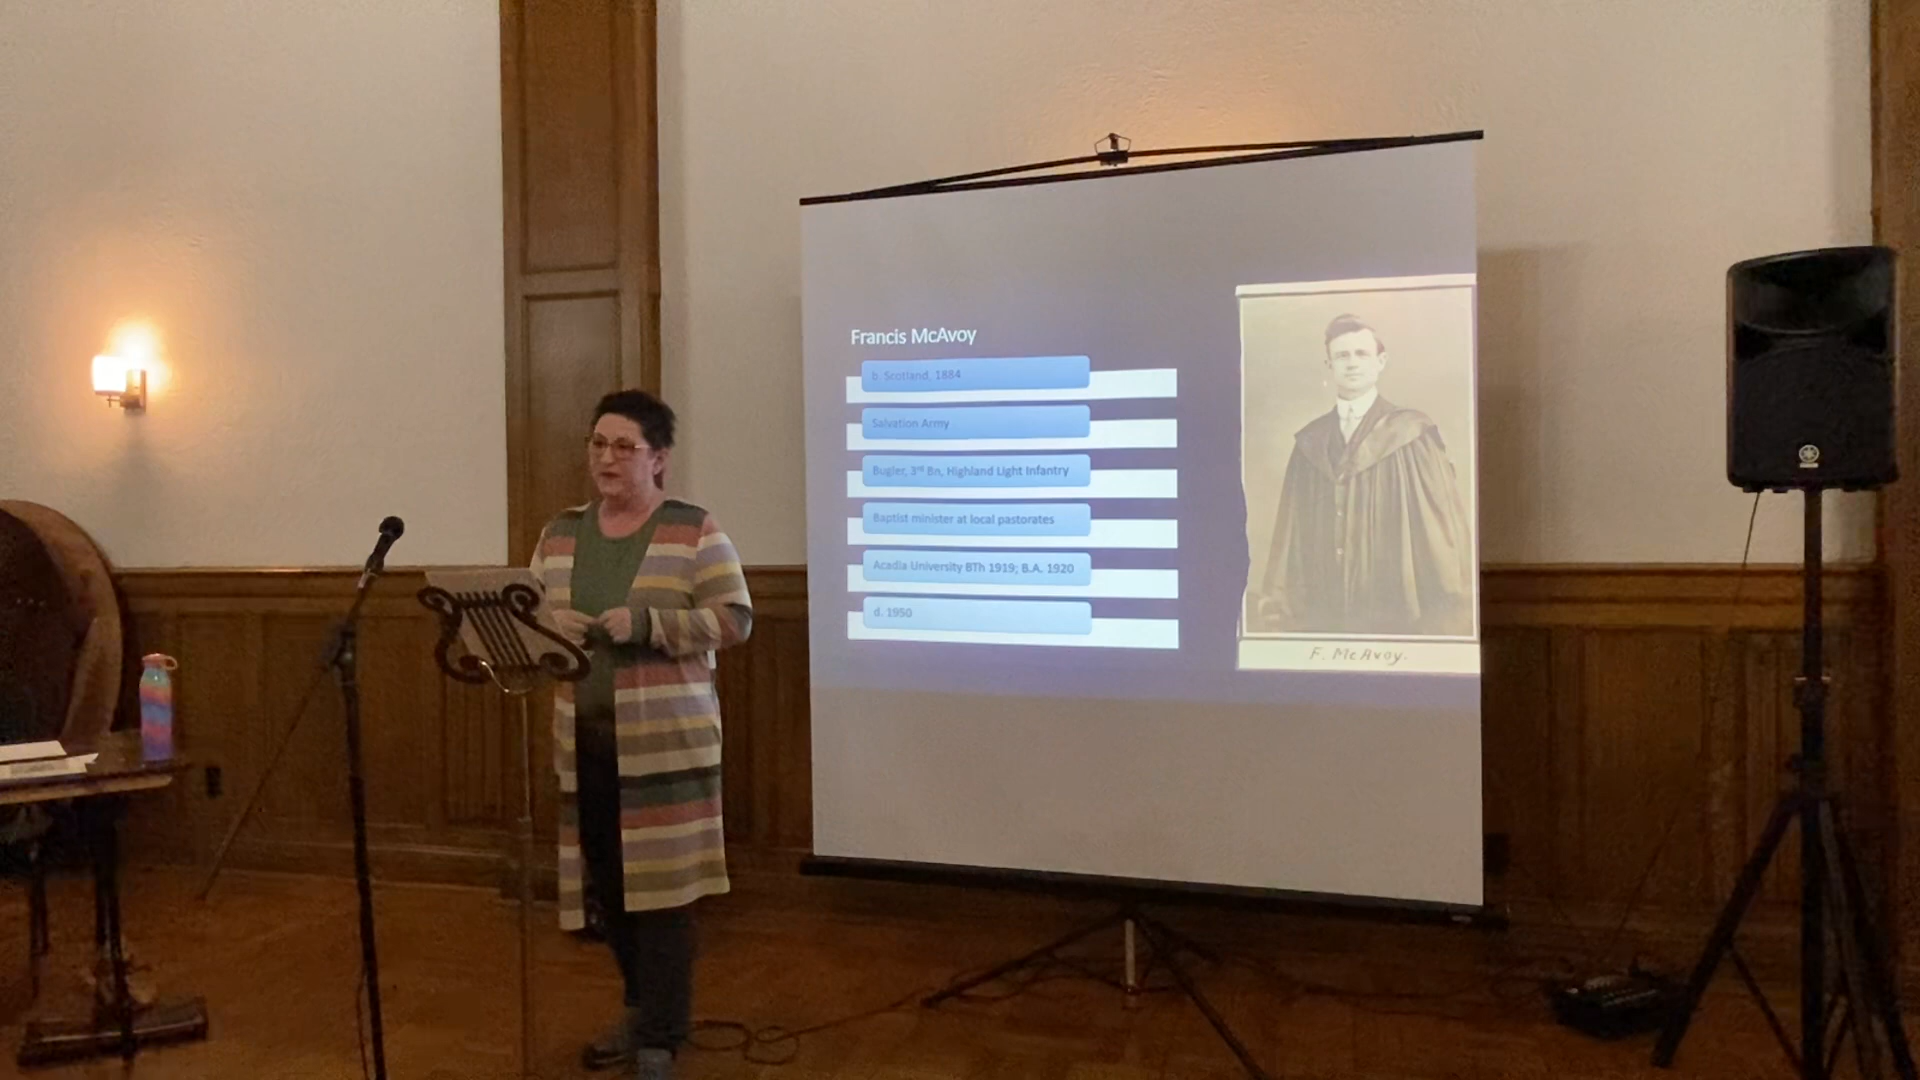 Francis McAvoy
b. Scotland, 1884
Salvation Army
Bugler, 3rd Bn, Highland Light Infantry
Baptist minister at local pastorates
Acadia University BTh 1919; B.A. 1920
d. 1950
F. McAvoy.